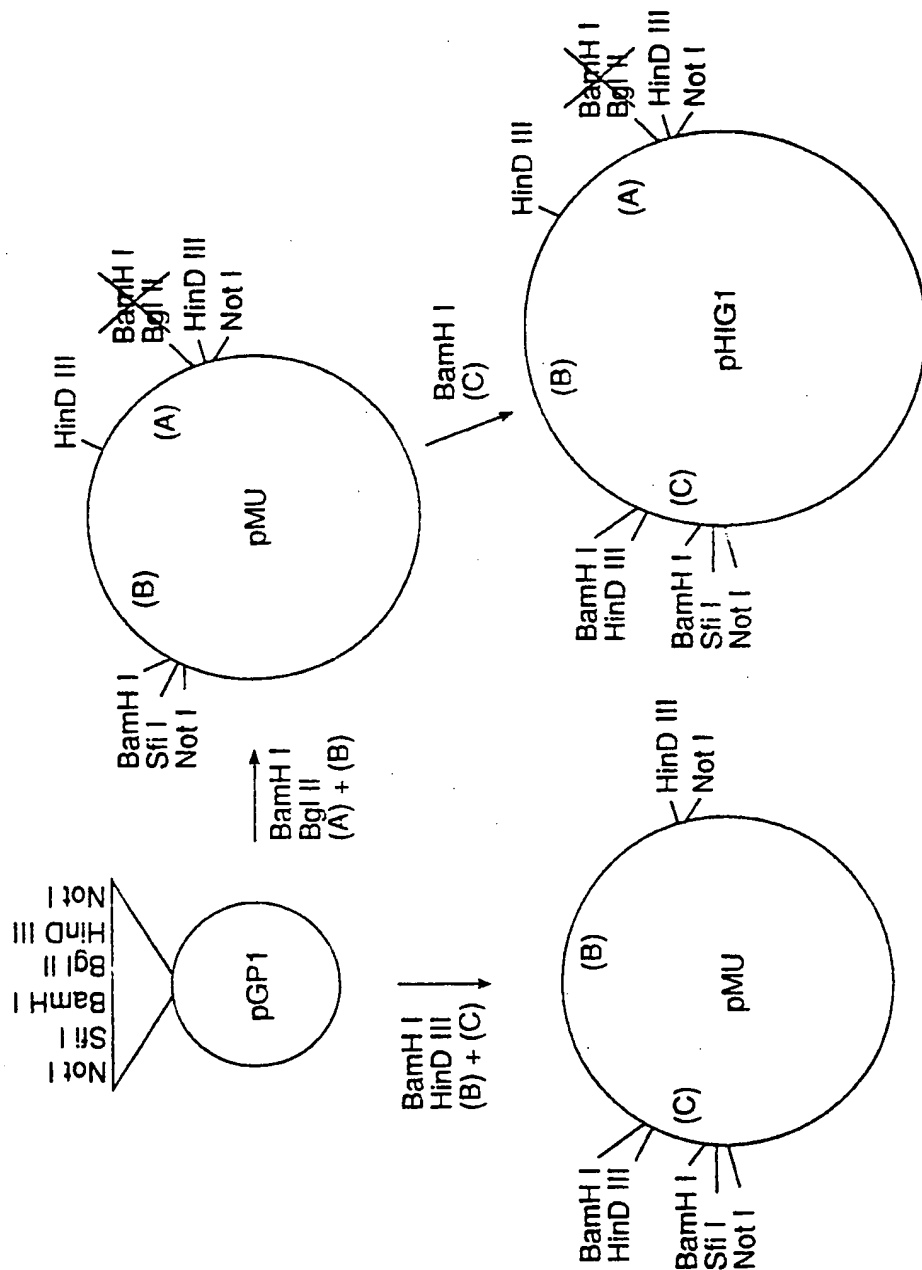 Not I
Sfi I
BamH I
Bgl II
HinD III
Not I
pGP1
BamH I
Bgl II
(A) + (B)
BamH I
Sfi I
Not I
(B)
HinD III
(A)
BamH I
Bgl II
HinD III
Not I
pMU
BamH I
HinD III
(B) + (C)
BamH I
(C)
BamH I
HinD III
BamH I
Sfi I
Not I
(C)
(B)
HinD III
Not I
pMU
BamH I
HinD III
BamH I
Sfi I
Not I
(C)
(B)
HinD III
(A)
BamH I
Bgl II
HinD III
Not I
pHIG1